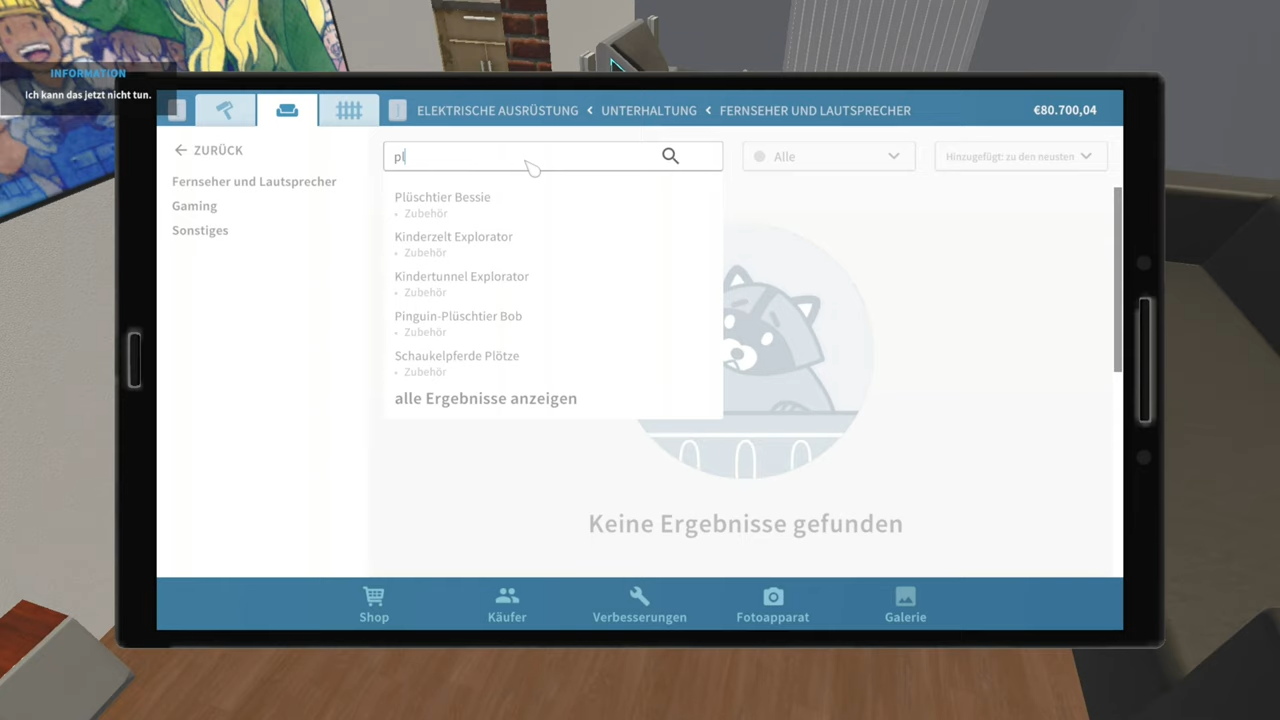 INFORMATION
Ich kann das jetzt nicht tun.
ELEKTRISCHE AUSRÜSTUNG < UNTERHALTUNG < FERNSEHER UND LAUTSPRECHER
€80.700,04
ZURÜCK
Fernseher und Lautsprecher
Gaming
Sonstiges
pl
Alle
Hinzugefügt: zu den neusten
Plüschtier Bessie
• Zubehör
Kinderzelt Explorator
• Zubehör
Kindertunnel Explorator
• Zubehör
Pinguin-Plüschtier Bob
• Zubehör
Schaukelpferde Plötze
• Zubehör
alle Ergebnisse anzeigen
Keine Ergebnisse gefunden
Shop
Käufer
Verbesserungen
Fotoapparat
Galerie